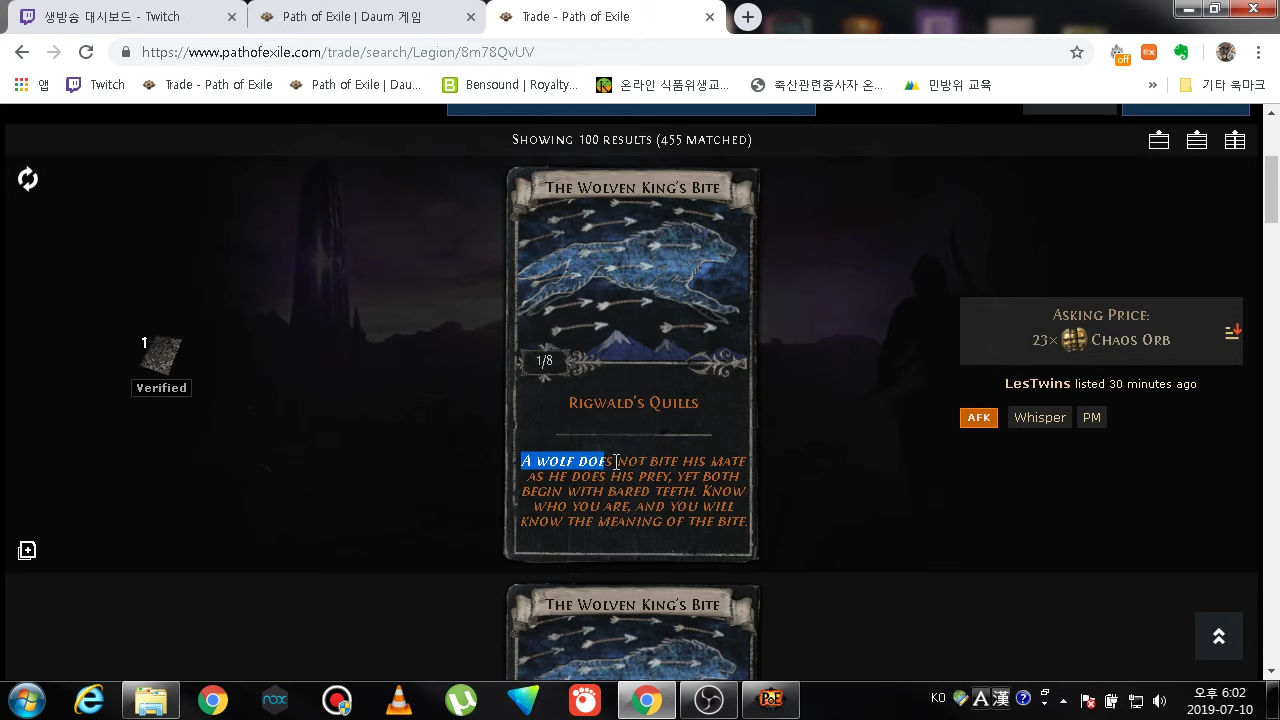 내 방송 대시보드 - Twitch
Path of Exile | Daum 게임
Trade - Path of Exile
https://www.pathofexile.com/trade/search/Legion/8m78QvUV
off
Ex
앱
Twitch
Trade - Path of Exile
Path of Exile | Dau...
Bensound | Royalty...
온라인 식품위생교...
축산관련종사자 온...
민방위 교육
»
기타 북마크
Showing 100 results (455 matched)
The Wolven King's Bite
1
Verified
1/8
Rigwald's Quills
A wolf does not bite his mate
as he does his prey, yet both
begin with bared teeth. Know
who you are, and you will
know the meaning of the bite.
Asking Price:
23× Chaos Orb
LesTwins listed 30 minutes ago
AFK
Whisper
PM
The Wolven King's Bite
nox
PoE
KO
A 漢
오후 6:02
2019-07-10